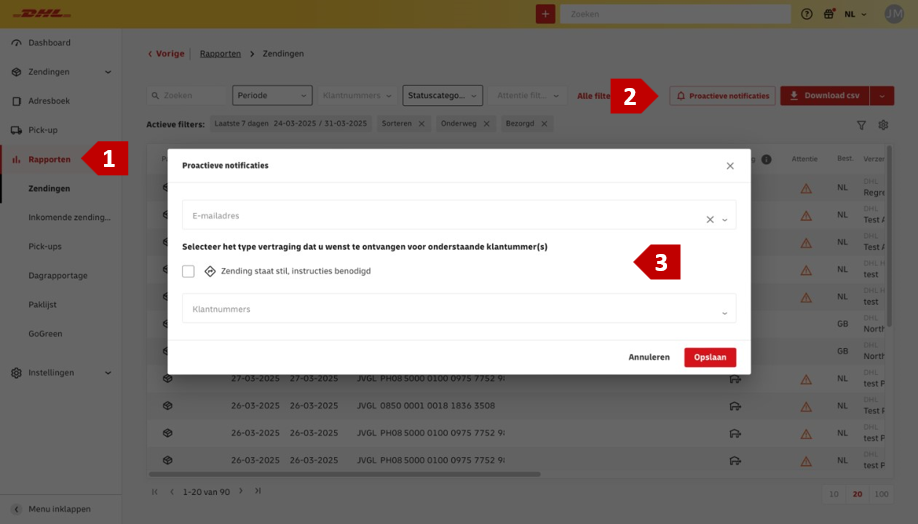 DHL
+
Zoeken
NL
JM
Dashboard
Zendingen
Adresboek
Pick-up
Rapporten
1
Zendingen
Inkomende zending...
Pick-ups
Dagrapportage
Paklijst
GoGreen
Instellingen
Menu inklappen
Vorige | Rapporten > Zendingen
Zoeken
Periode
Klantnummers
Statuscatego...
Attentie filt...
Alle filte
2
Proactieve notificaties
Download csv
Actieve filters: Laatste 7 dagen 24-03-2025 / 31-03-2025 Sorteren Onderweg Bezorgd
Attentie Best. Verze
Proactieve notificaties
E-mailadres
Selecteer het type vertraging dat u wenst te ontvangen voor onderstaande klantummer(s)
Zending staat stil, instructies benodigd
3
Klantnummers
Annuleren Opslaan
NL DHL
Regre
NL DHL
Test A
NL DHL
Test A
NL DHL
test
NL DHL
test
GB DHL
North
GB DHL
North
27-03-2025 27-03-2025 JVGL PH08 5000 0100 0975 7752 9 NL DHL
test P
26-03-2025 26-03-2025 JVGL 0850 0001 0018 1836 3508 NL DHL
Test F
26-03-2025 26-03-2025 JVGL PH08 5000 0100 0975 7752 9 NL DHL
test P
26-03-2025 26-03-2025 JVGL PH08 5000 0100 0975 7752 9 NL DHL
test P
1-20 van 90
10 20 100